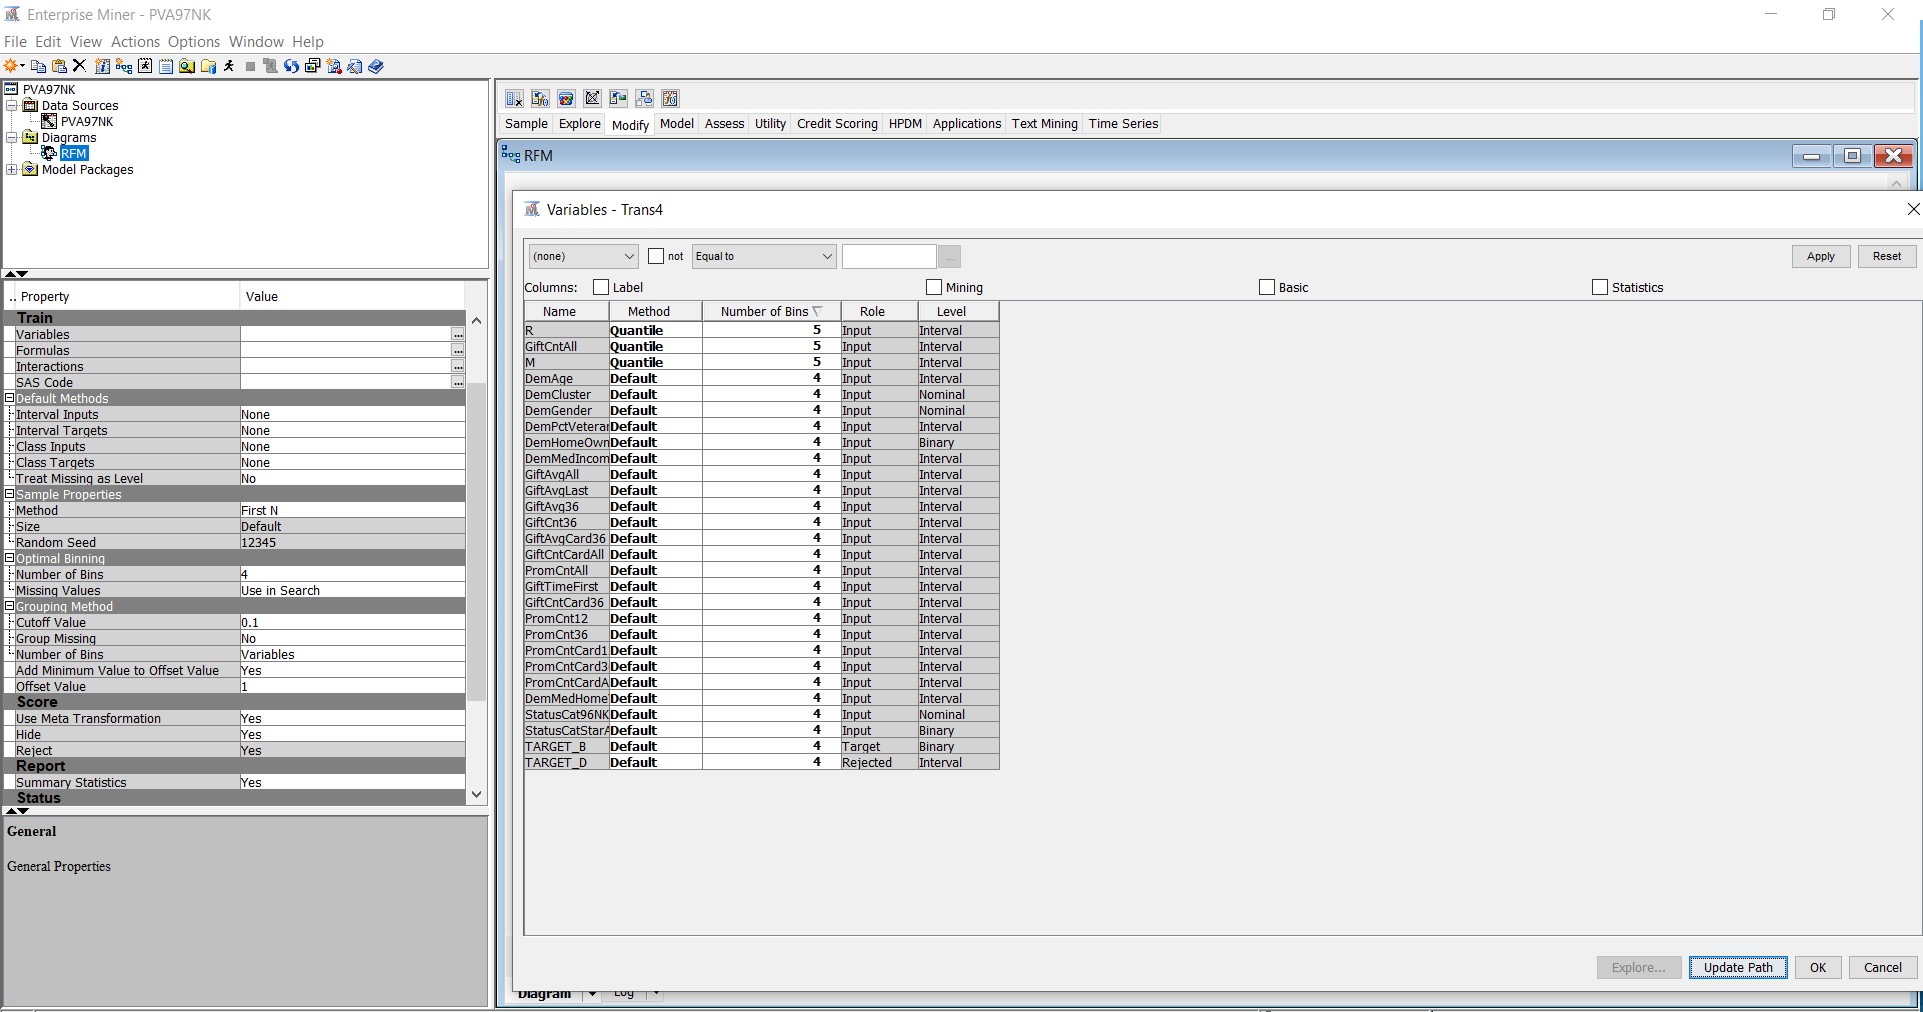 Enterprise Miner - PVA97NK
File Edit View Actions Options Window Help
PVA97NK
Data Sources
PVA97NK
Diagrams
RFM
Model Packages
.. Property Value
Train
Variables ...
Formulas ...
Interactions ...
SAS Code ...
Default Methods
Interval Inputs None
Interval Targets None
Class Inputs None
Class Targets None
Treat Missing as Level No
Sample Properties
Method First N
Size Default
Random Seed 12345
Optimal Binning
Number of Bins 4
Missing Values Use in Search
Grouping Method
Cutoff Value 0.1
Group Missing No
Number of Bins Variables
Add Minimum Value to Offset Value Yes
Offset Value 1
Score
Use Meta Transformation Yes
Hide Yes
Reject Yes
Report
Summary Statistics Yes
Status
General
General Properties
Sample Explore Modify Model Assess Utility Credit Scoring HPDM Applications Text Mining Time Series
RFM
Variables - Trans4
(none) not Equal to ... Apply Reset
Columns: Label Mining Basic Statistics
Name Method Number of Bins Role Level
R Quantile 5 Input Interval
GiftCntAll Quantile 5 Input Interval
M Quantile 5 Input Interval
DemAge Default 4 Input Interval
DemCluster Default 4 Input Nominal
DemGender Default 4 Input Nominal
DemPctVeteran Default 4 Input Interval
DemHomeOwn Default 4 Input Binary
DemMedIncom Default 4 Input Interval
GiftAvgAll Default 4 Input Interval
GiftAvgLast Default 4 Input Interval
GiftAvg36 Default 4 Input Interval
GiftCnt36 Default 4 Input Interval
GiftAvgCard36 Default 4 Input Interval
GiftCntCardAll Default 4 Input Interval
PromCntAll Default 4 Input Interval
GiftTimeFirst Default 4 Input Interval
GiftCntCard36 Default 4 Input Interval
PromCnt12 Default 4 Input Interval
PromCnt36 Default 4 Input Interval
PromCntCard1 Default 4 Input Interval
PromCntCard3 Default 4 Input Interval
PromCntCardA Default 4 Input Interval
DemMedHome Default 4 Input Interval
StatusCat96NK Default 4 Input Nominal
StatusCatStarA Default 4 Input Binary
TARGET_B Default 4 Target Binary
TARGET_D Default 4 Rejected Interval
Explore... Update Path OK Cancel
Diagram Log